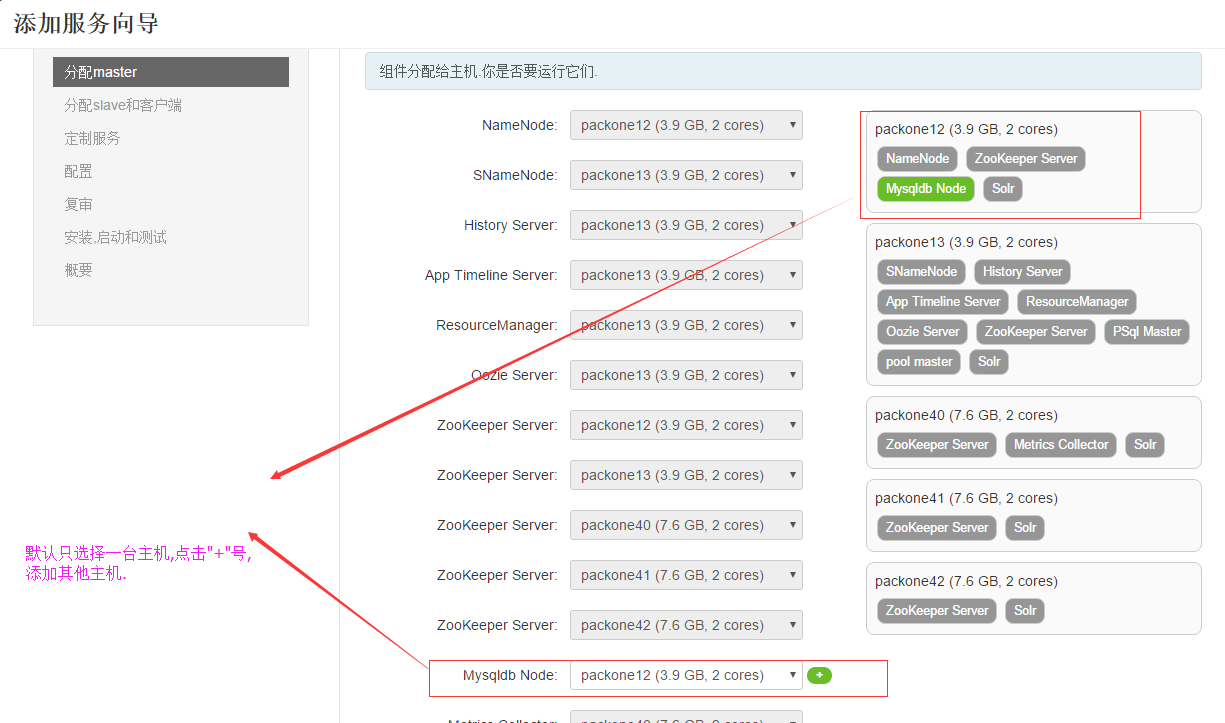 添加服务向导
分配master
分配slave和客户端
定制服务
配置
复审
安装,启动和测试
概要
组件分配给主机.你是否要运行它们.
NameNode: packone12 (3.9 GB, 2 cores)
SNameNode: packone13 (3.9 GB, 2 cores)
History Server: packone13 (3.9 GB, 2 cores)
App Timeline Server: packone13 (3.9 GB, 2 cores)
ResourceManager: packone13 (3.9 GB, 2 cores)
Oozie Server: packone13 (3.9 GB, 2 cores)
ZooKeeper Server: packone12 (3.9 GB, 2 cores)
ZooKeeper Server: packone13 (3.9 GB, 2 cores)
ZooKeeper Server: packone40 (7.6 GB, 2 cores)
ZooKeeper Server: packone41 (7.6 GB, 2 cores)
ZooKeeper Server: packone42 (7.6 GB, 2 cores)
Mysqldb Node: packone12 (3.9 GB, 2 cores) +
Metrics Collector: packone40 (7.6 GB, 2 cores)
packone12 (3.9 GB, 2 cores)
NameNode ZooKeeper Server
Mysqldb Node Solr
packone13 (3.9 GB, 2 cores)
SNameNode History Server
App Timeline Server ResourceManager
Oozie Server ZooKeeper Server PSql Master
pool master Solr
packone40 (7.6 GB, 2 cores)
ZooKeeper Server Metrics Collector Solr
packone41 (7.6 GB, 2 cores)
ZooKeeper Server Solr
packone42 (7.6 GB, 2 cores)
ZooKeeper Server Solr
默认只选择一台主机,点击"+"号,
添加其他主机.